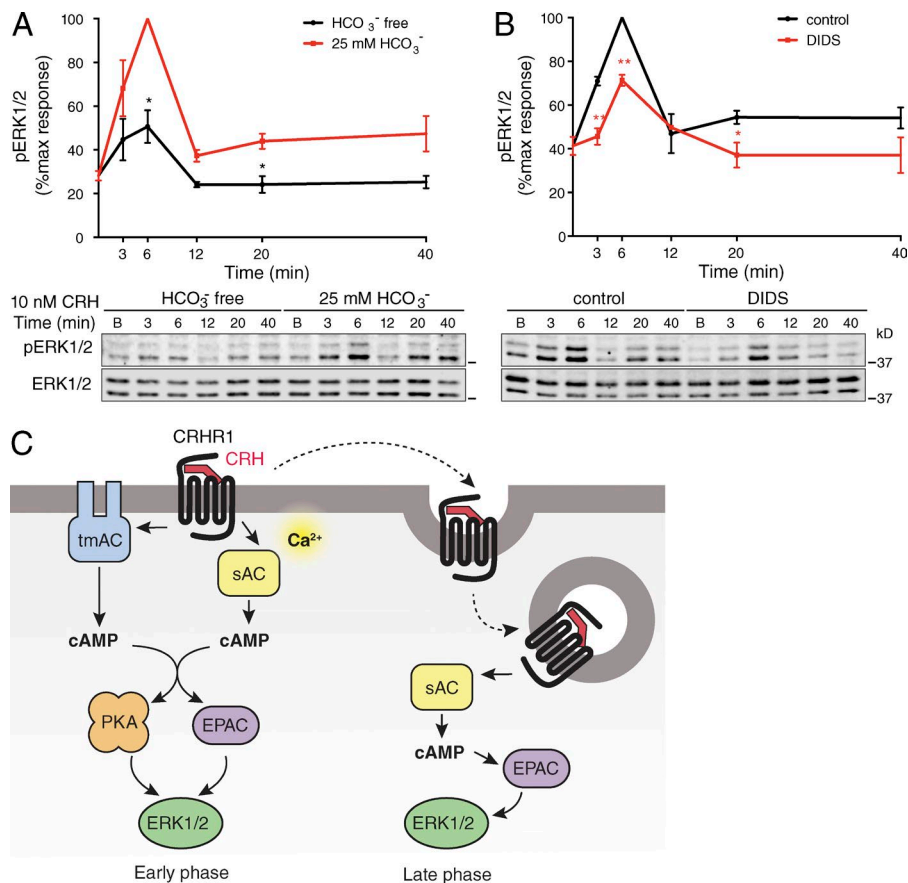 A
HCO3- free
25 mM HCO3-
pERK1/2
(%max response)
100
80
60
40
20
0
*
*
3 6 12 20 40
Time (min)
B
control
DIDS
pERK1/2
(%max response)
100
80
60
40
20
0
**
**
*
3 6 12 20 40
Time (min)
10 nM CRH HCO3- free 25 mM HCO3-
Time (min) B 3 6 12 20 40 B 3 6 12 20 40
pERK1/2
ERK1/2
control DIDS
B 3 6 12 20 40 B 3 6 12 20 40 kD
37
37
C
CRHR1
CRH
tmAC
Ca2+
sAC
cAMP cAMP
PKA
EPAC
ERK1/2
Early phase
sAC
cAMP
EPAC
ERK1/2
Late phase